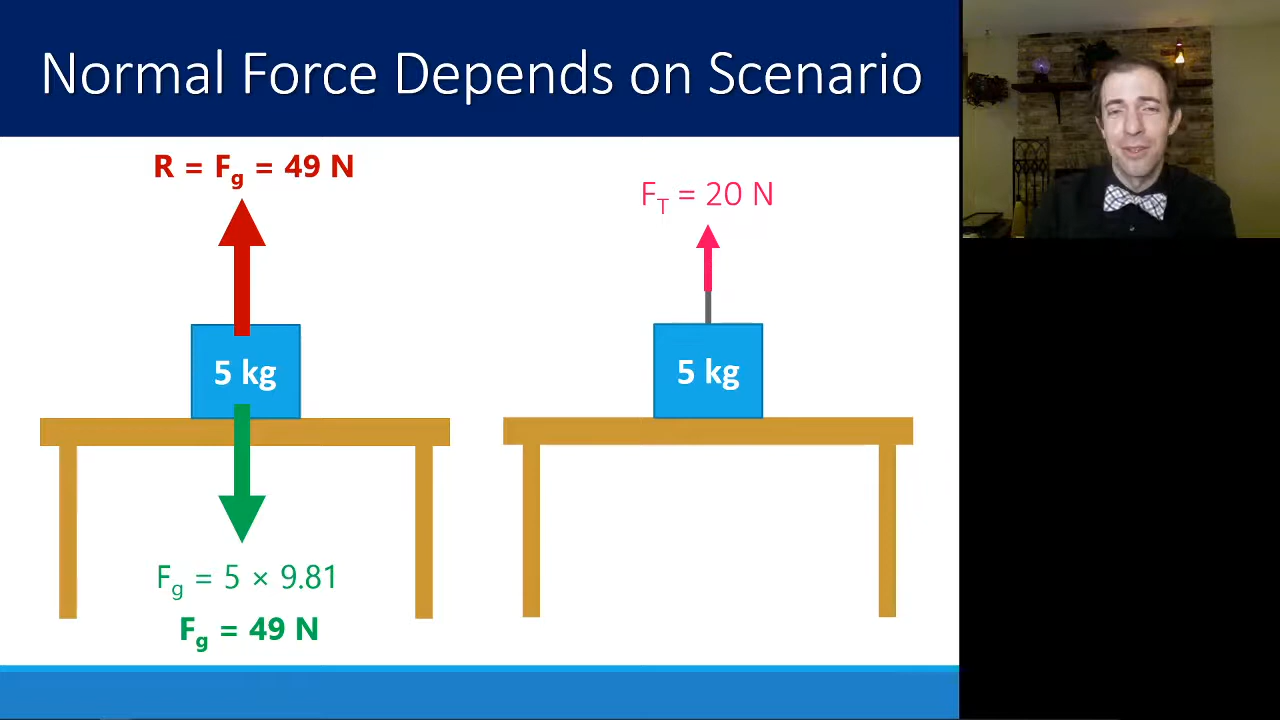 Normal Force Depends on Scenario
R = Fg = 49 N
5 kg
Fg = 5 × 9.81
Fg = 49 N
FT = 20 N
5 kg